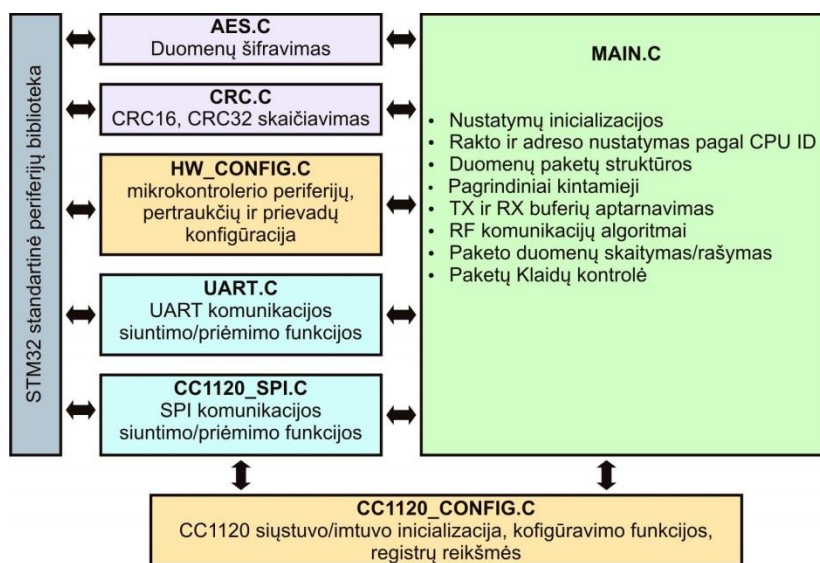 STM32 standartinė periferijų biblioteka
AES.C
Duomenų šifravimas
CRC.C
CRC16, CRC32 skaičiavimas
HW_CONFIG.C
mikrokontrolerio periferijų,
pertraukčių ir prievadų
konfigūracija
UART.C
UART komunikacijos
siuntimo/priėmimo funkcijos
CC1120_SPI.C
SPI komunikacijos
siuntimo/priėmimo funkcijos
MAIN.C
• Nustatymų inicializacijos
• Rakto ir adreso nustatymas pagal CPU ID
• Duomenų paketų struktūros
• Pagrindiniai kintamieji
• TX ir RX buferių aptarnavimas
• RF komunikacijų algoritmai
• Paketo duomenų skaitymas/rašymas
• Paketų Klaidų kontrolė
CC1120_CONFIG.C
CC1120 siųstuvo/imtuvo inicializacija, kofigūravimo funkcijos,
registrų reikšmės